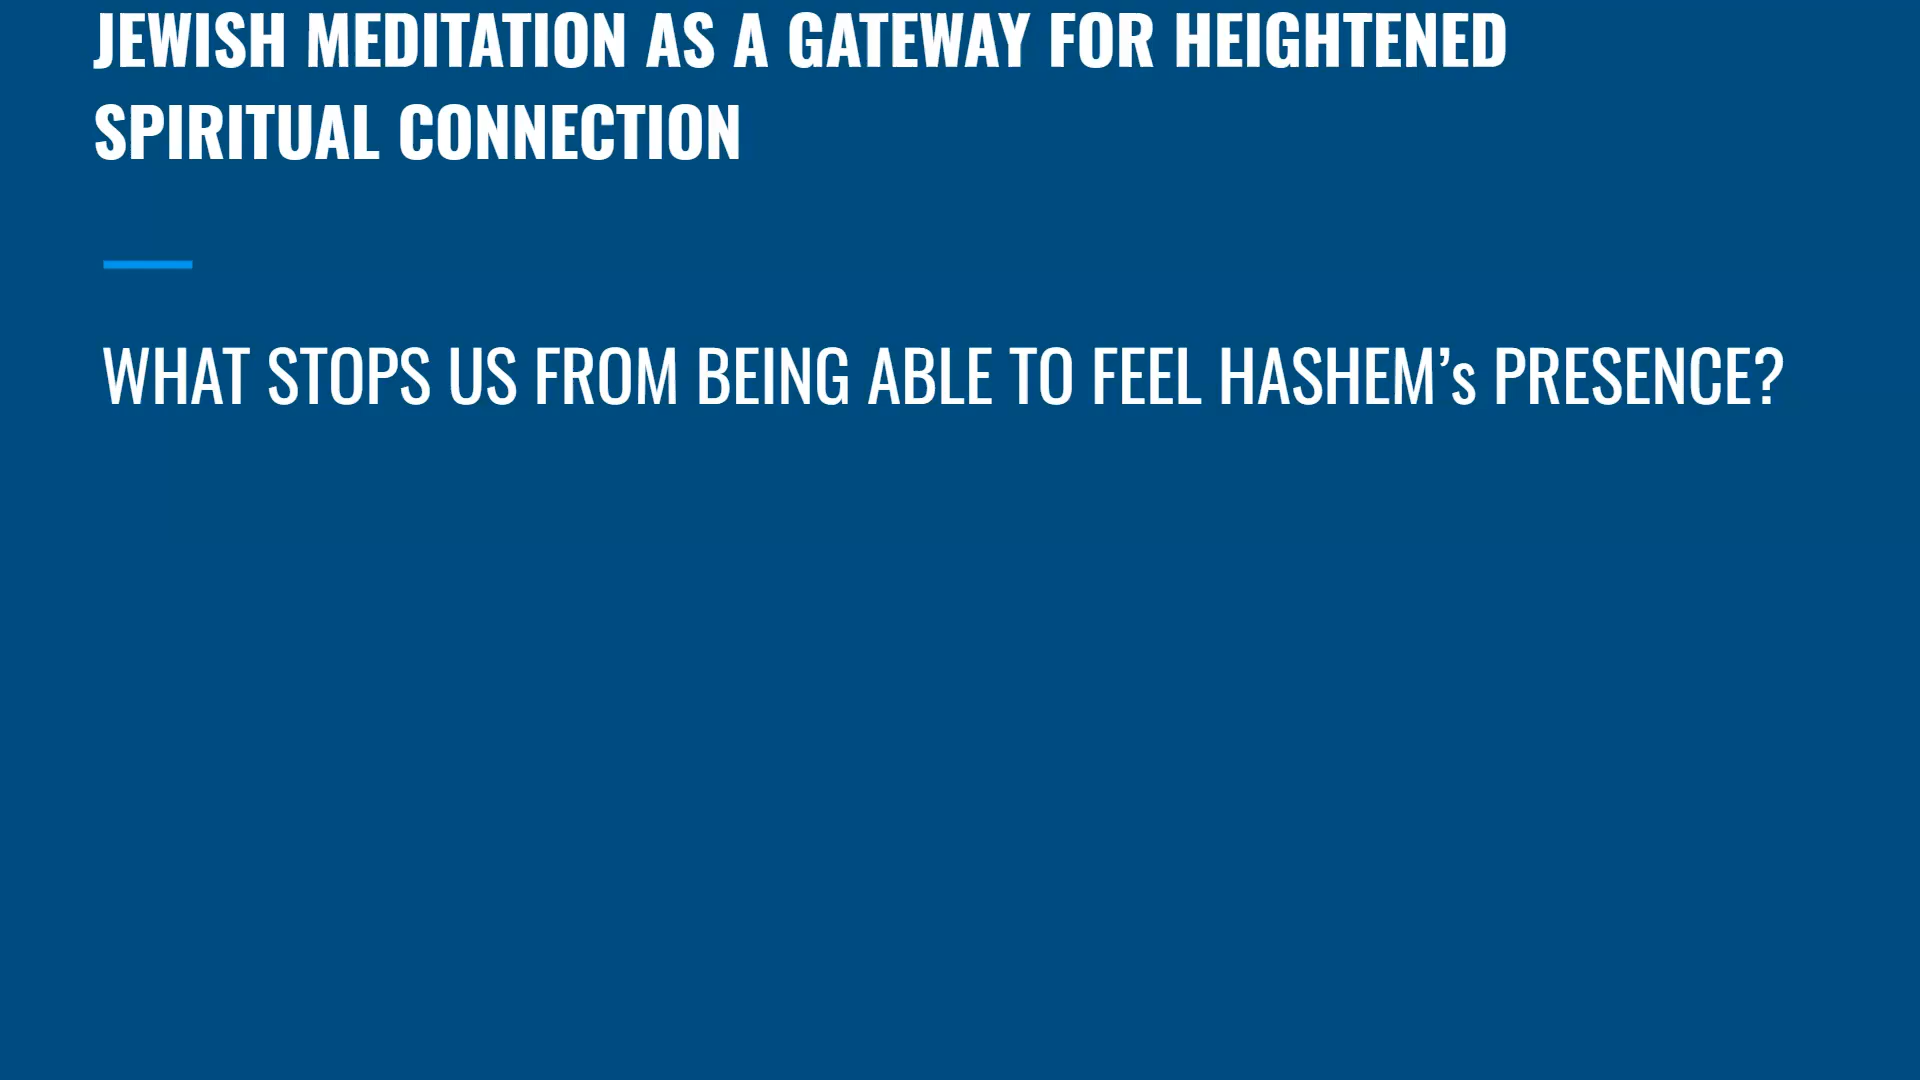 JEWISH MEDITATION AS A GATEWAY FOR HEIGHTENED
SPIRITUAL CONNECTION
WHAT STOPS US FROM BEING ABLE TO FEEL HASHEM’s PRESENCE?